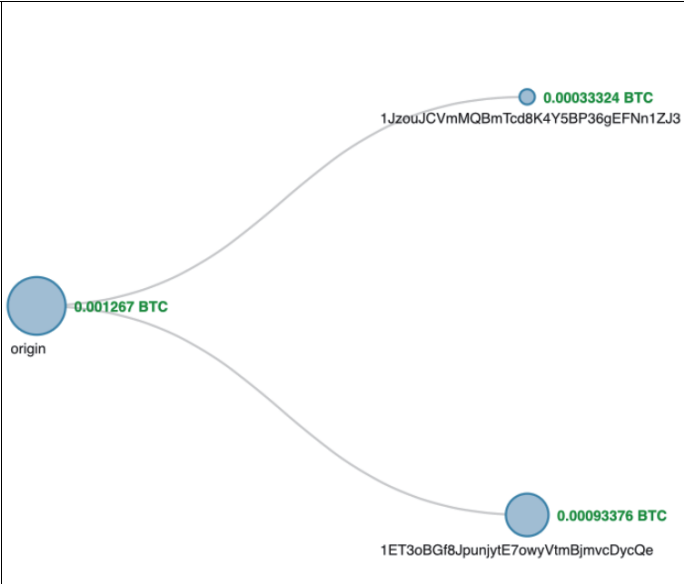 0.00033324 BTC
1JzouJCVmMQBmTcd8K4Y5BP36gEFNn1ZJ3
0.001267 BTC
origin
0.00093376 BTC
1ET3oBGf8JpunjytE7owyVtmBjmvcDycQe